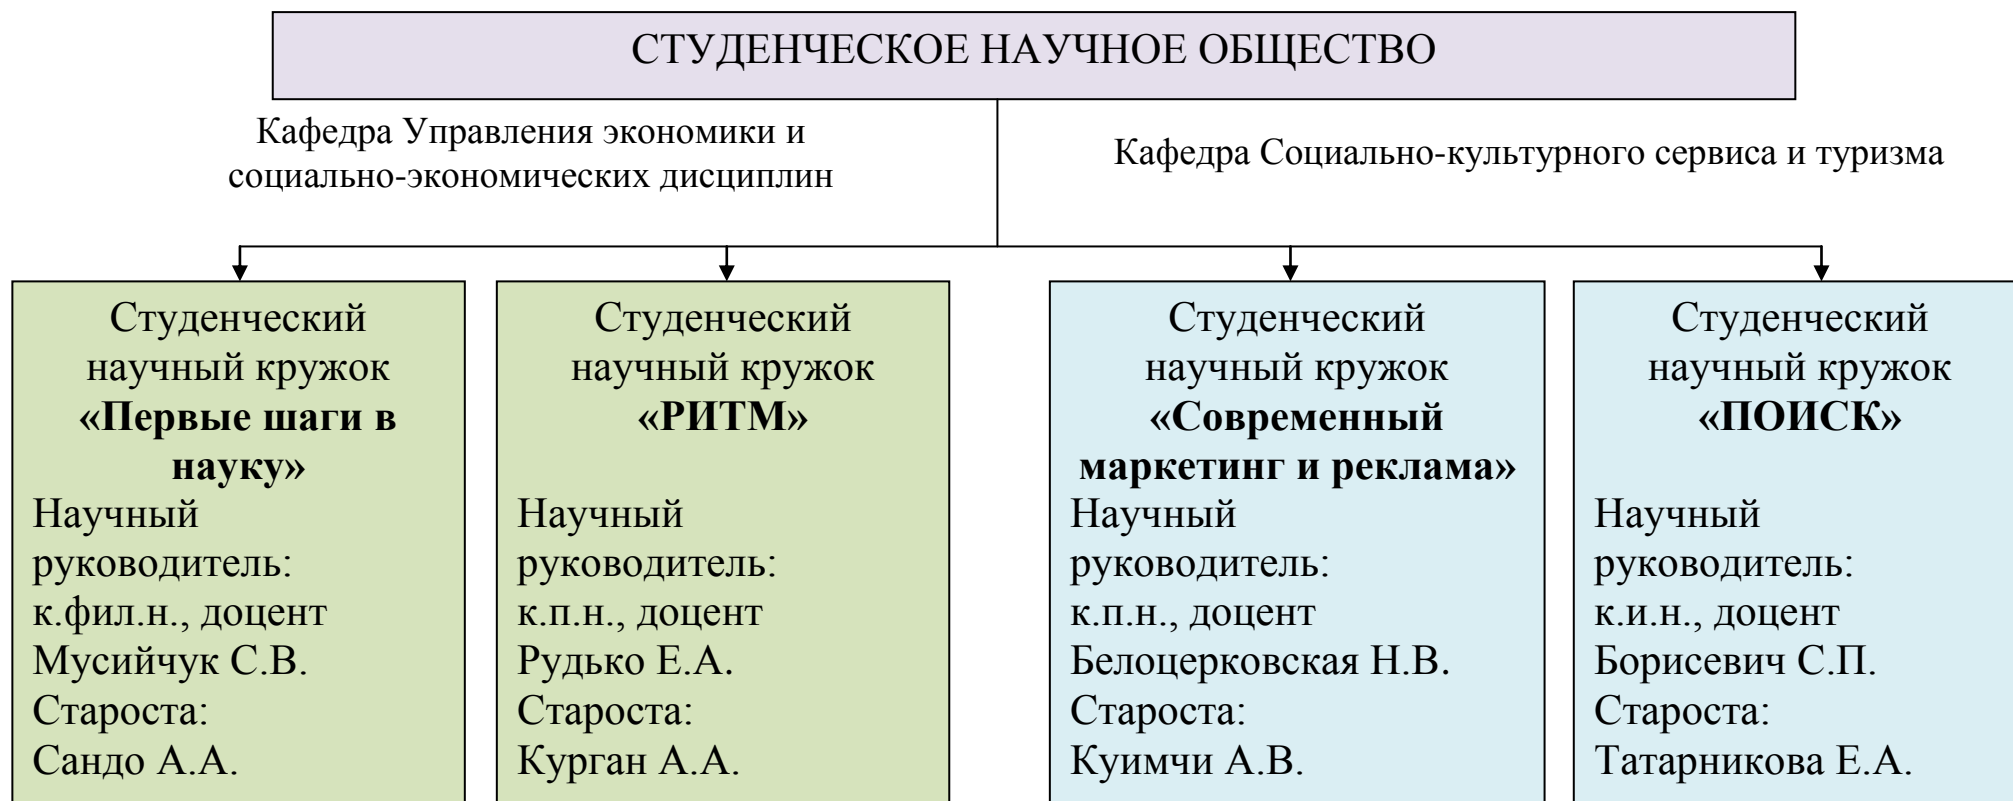 СТУДЕНЧЕСКОЕ НАУЧНОЕ ОБЩЕСТВО
Кафедра Управления экономики и
социально-экономических дисциплин
Кафедра Социально-культурного сервиса и туризма
Студенческий
научный кружок
«Первые шаги в
науку»
Научный
руководитель:
к.фил.н., доцент
Мусийчук С.В.
Староста:
Сандо А.А.
Студенческий
научный кружок
«РИТМ»
Научный
руководитель:
к.п.н., доцент
Рудько Е.А.
Староста:
Курган А.А.
Студенческий
научный кружок
«Современный
маркетинг и реклама»
Научный
руководитель:
к.п.н., доцент
Белоцерковская Н.В.
Староста:
Куимчи А.В.
Студенческий
научный кружок
«ПОИСК»
Научный
руководитель:
к.и.н., доцент
Борисевич С.П.
Староста:
Татарникова Е.А.